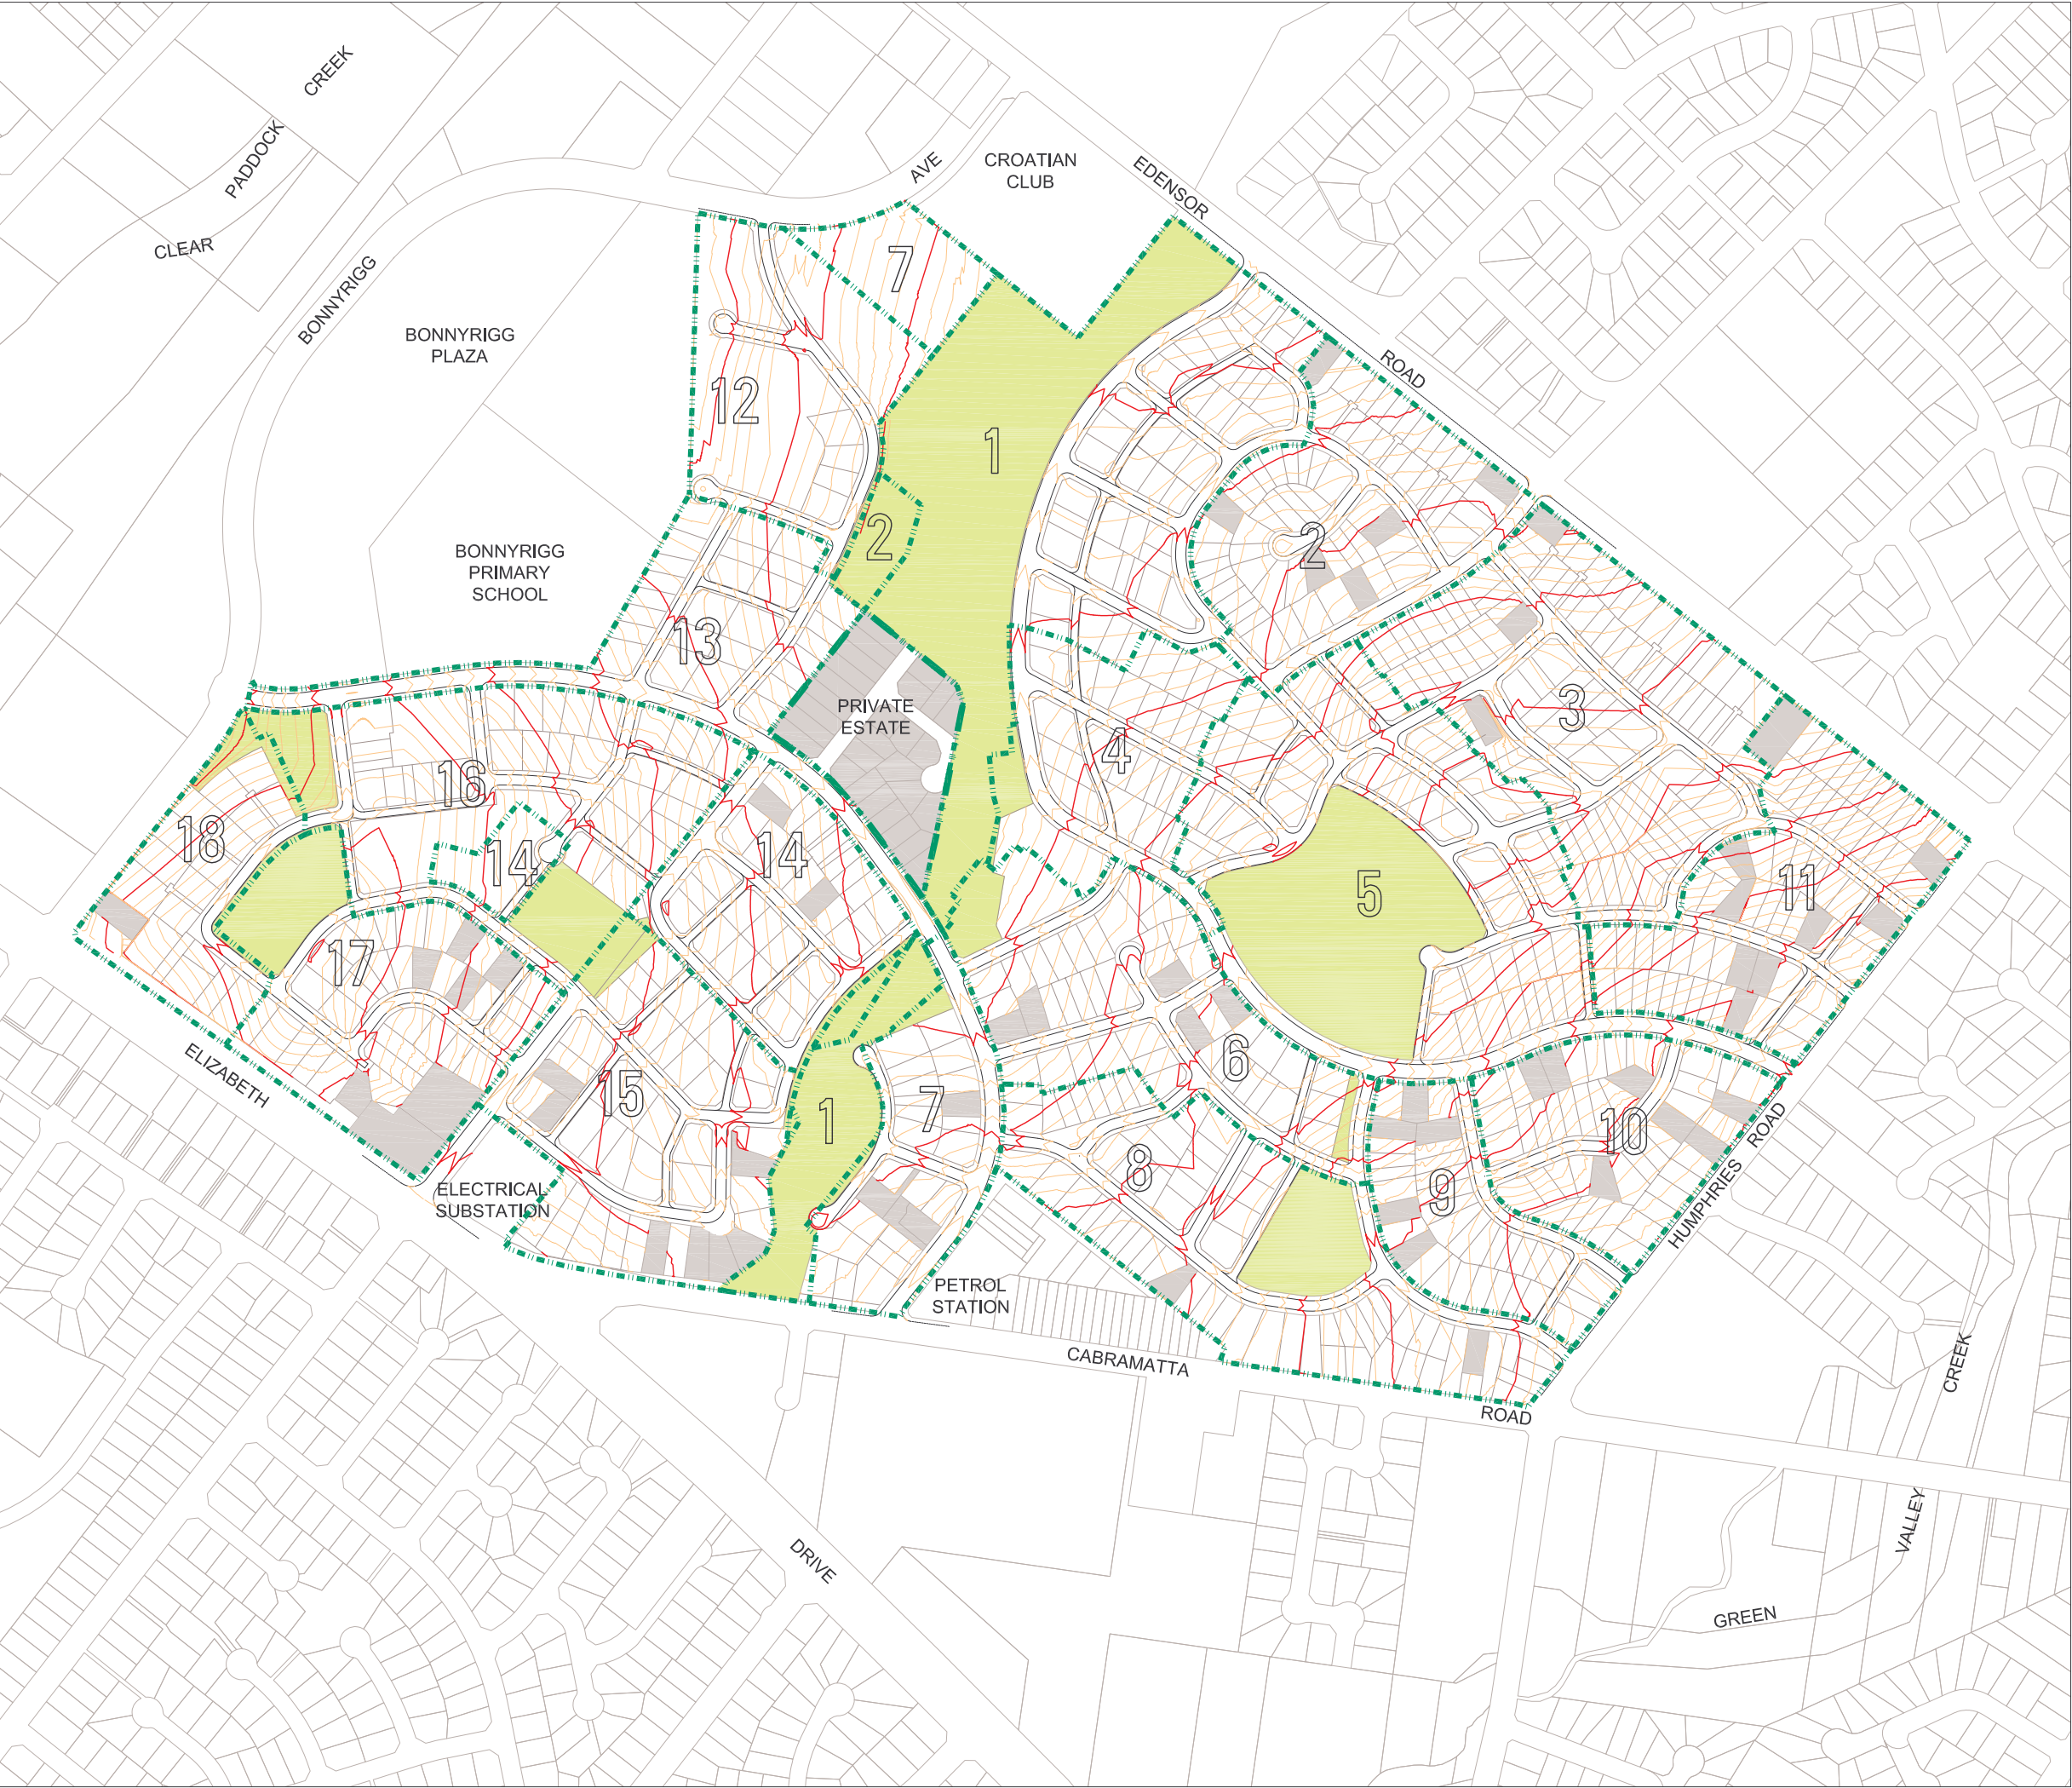 CREEK
PADDOCK
CLEAR
BONNYRIGG
AVE
CROATIAN
CLUB
EDENSOR
ROAD
BONNYRIGG
PLAZA
BONNYRIGG
PRIMARY
SCHOOL
7
12
1
2
2
13
PRIVATE
ESTATE
3
4
16
18
14
14
5
11
17
6
15
7
1
8
9
10
ELIZABETH
HUMPHRIES
ROAD
ELECTRICAL
SUBSTATION
PETROL
STATION
CABRAMATTA
ROAD
CREEK
VALLEY
GREEN
DRIVE